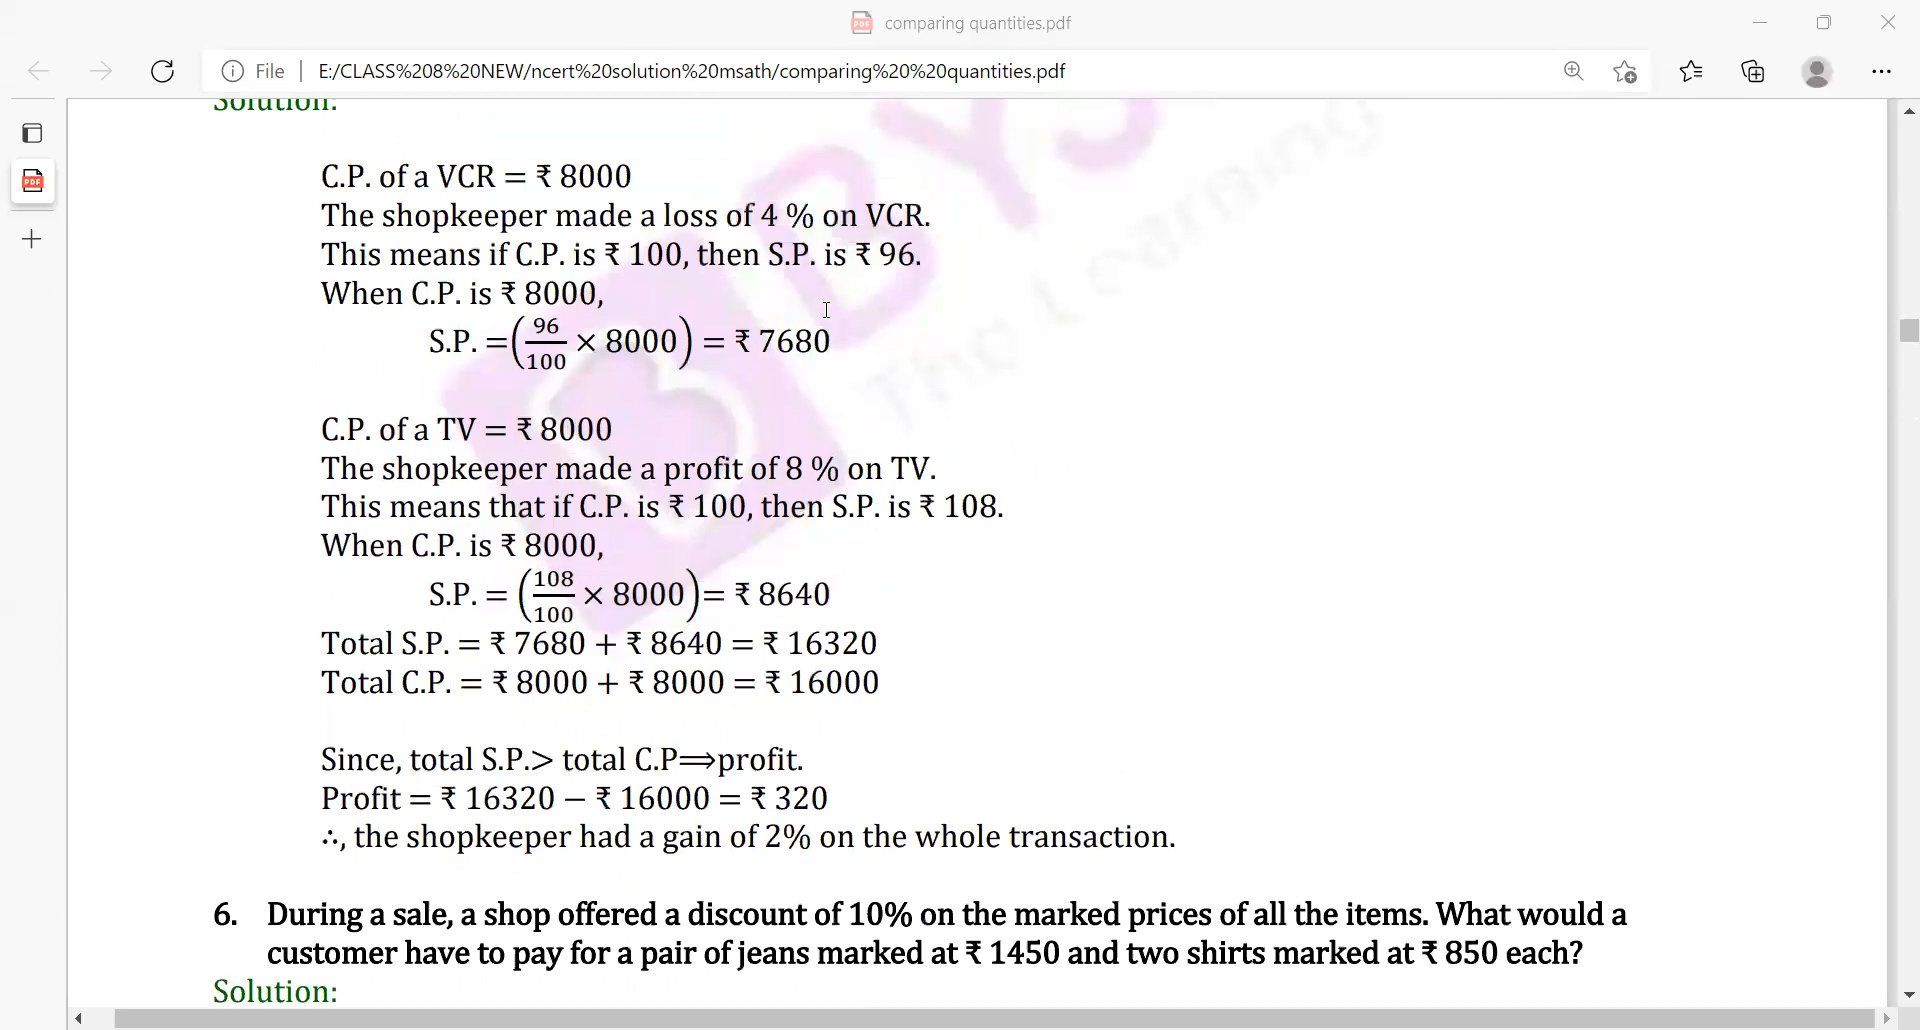 comparing quantities.pdf
File | E:/CLASS%208%20NEW/ncert%20solution%20msath/comparing%20%20quantities.pdf
Solution:
C.P. of a VCR = ₹ 8000
The shopkeeper made a loss of 4 % on VCR.
This means if C.P. is ₹ 100, then S.P. is ₹ 96.
When C.P. is ₹ 8000,
S.P. =(96/100 × 8000) = ₹ 7680
C.P. of a TV = ₹ 8000
The shopkeeper made a profit of 8 % on TV.
This means that if C.P. is ₹ 100, then S.P. is ₹ 108.
When C.P. is ₹ 8000,
S.P. = (108/100 × 8000)= ₹ 8640
Total S.P. = ₹ 7680 + ₹ 8640 = ₹ 16320
Total C.P. = ₹ 8000 + ₹ 8000 = ₹ 16000
Since, total S.P.> total C.P⟹profit.
Profit = ₹ 16320 − ₹ 16000 = ₹ 320
∴, the shopkeeper had a gain of 2% on the whole transaction.
6. During a sale, a shop offered a discount of 10% on the marked prices of all the items. What would a
customer have to pay for a pair of jeans marked at ₹ 1450 and two shirts marked at ₹ 850 each?
Solution:
BYJ
The Learning
PDF
PDF